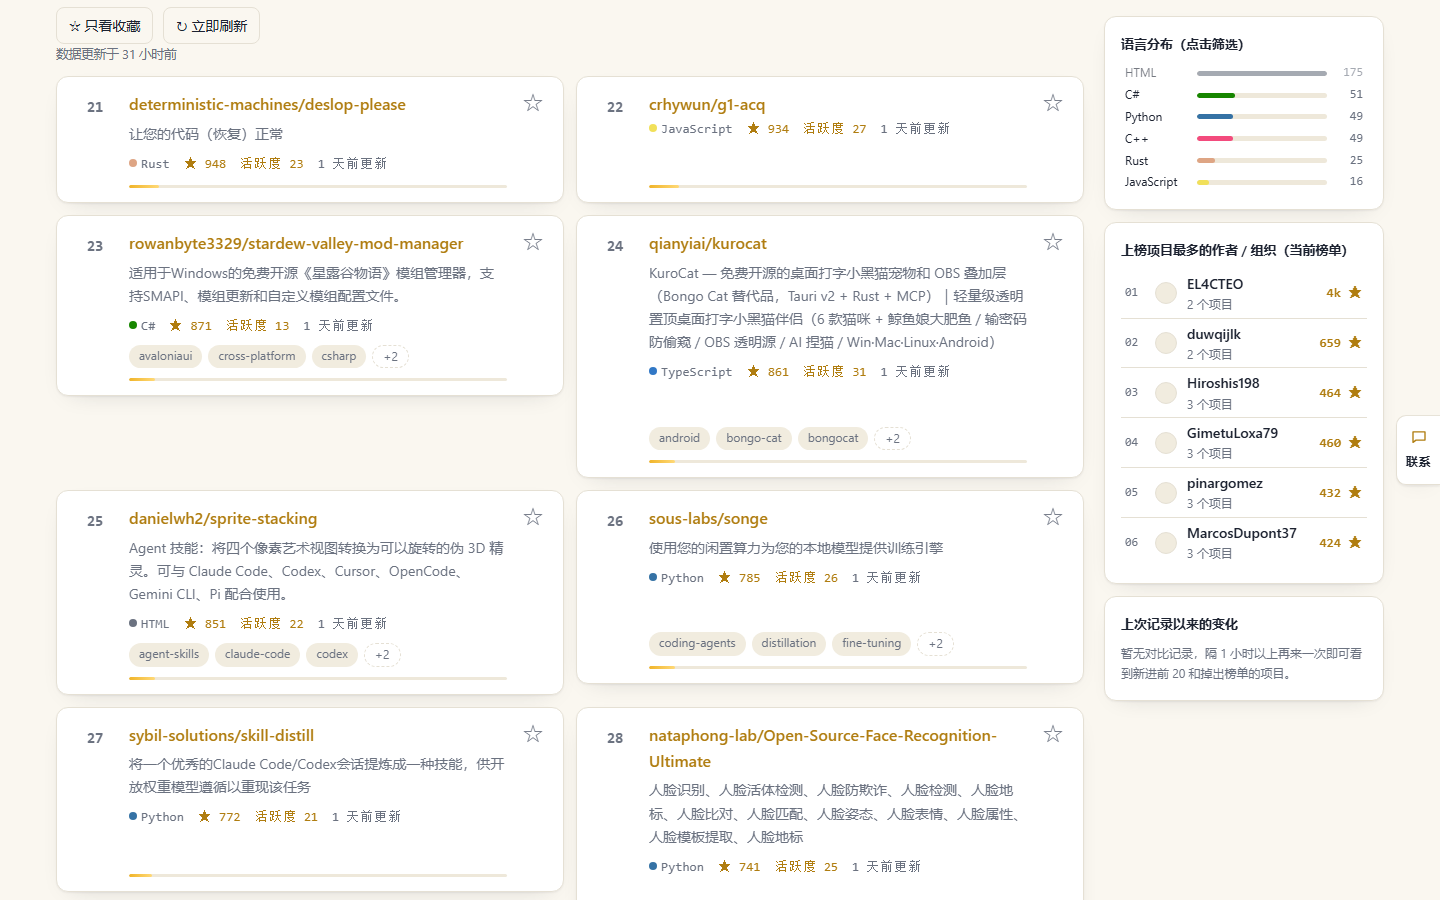 ☆ 只看收藏
↻ 立即刷新
数据更新于 31 小时前
21
deterministic-machines/deslop-please
☆
让您的代码（恢复）正常
Rust ★ 948 活跃度 23 1 天前更新
22
crhywun/g1-acq
☆
JavaScript ★ 934 活跃度 27 1 天前更新
23
rowanbyte3329/stardew-valley-mod-manager
☆
适用于Windows的免费开源《星露谷物语》模组管理器，支
持SMAPI、模组更新和自定义模组配置文件。
C# ★ 871 活跃度 13 1 天前更新
avaloniaui cross-platform csharp +2
24
qianyiai/kurocat
☆
KuroCat — 免费开源的桌面打字小黑猫宠物和 OBS 叠加层
（Bongo Cat 替代品，Tauri v2 + Rust + MCP）｜轻量级透明
置顶桌面打字小黑猫伴侣（6 款猫咪 + 鲸鱼娘大肥鱼 / 输密码
防偷窥 / OBS 透明源 / AI 捏猫 / Win·Mac·Linux·Android）
TypeScript ★ 861 活跃度 31 1 天前更新
android bongo-cat bongocat +2
25
danielwh2/sprite-stacking
☆
Agent 技能：将四个像素艺术视图转换为可以旋转的伪 3D 精
灵。可与 Claude Code、Codex、Cursor、OpenCode、
Gemini CLI、Pi 配合使用。
HTML ★ 851 活跃度 22 1 天前更新
agent-skills claude-code codex +2
26
sous-labs/songe
☆
使用您的闲置算力为您的本地模型提供训练引擎
Python ★ 785 活跃度 26 1 天前更新
coding-agents distillation fine-tuning +2
27
sybil-solutions/skill-distill
☆
将一个优秀的Claude Code/Codex会话提炼成一种技能，供开
放权重模型遵循以重现该任务
Python ★ 772 活跃度 21 1 天前更新
28
nataphong-lab/Open-Source-Face-Recognition-
Ultimate
☆
人脸识别、人脸活体检测、人脸防欺诈、人脸检测、人脸地
标、人脸比对、人脸匹配、人脸姿态、人脸表情、人脸属性、
人脸模板提取、人脸地标
Python ★ 741 活跃度 25 1 天前更新
语言分布（点击筛选）
HTML 175
C# 51
Python 49
C++ 49
Rust 25
JavaScript 16
上榜项目最多的作者 / 组织（当前榜单）
01 EL4CTEO 4k ★
2 个项目
02 duwqijlk 659 ★
2 个项目
03 Hiroshis198 464 ★
3 个项目
04 GimetuLoxa79 460 ★
3 个项目
05 pinargomez 432 ★
3 个项目
06 MarcosDupont37 424 ★
3 个项目
上次记录以来的变化
暂无对比记录，隔 1 小时以上再来一次即可看
到新进前 20 和掉出榜单的项目。
联系